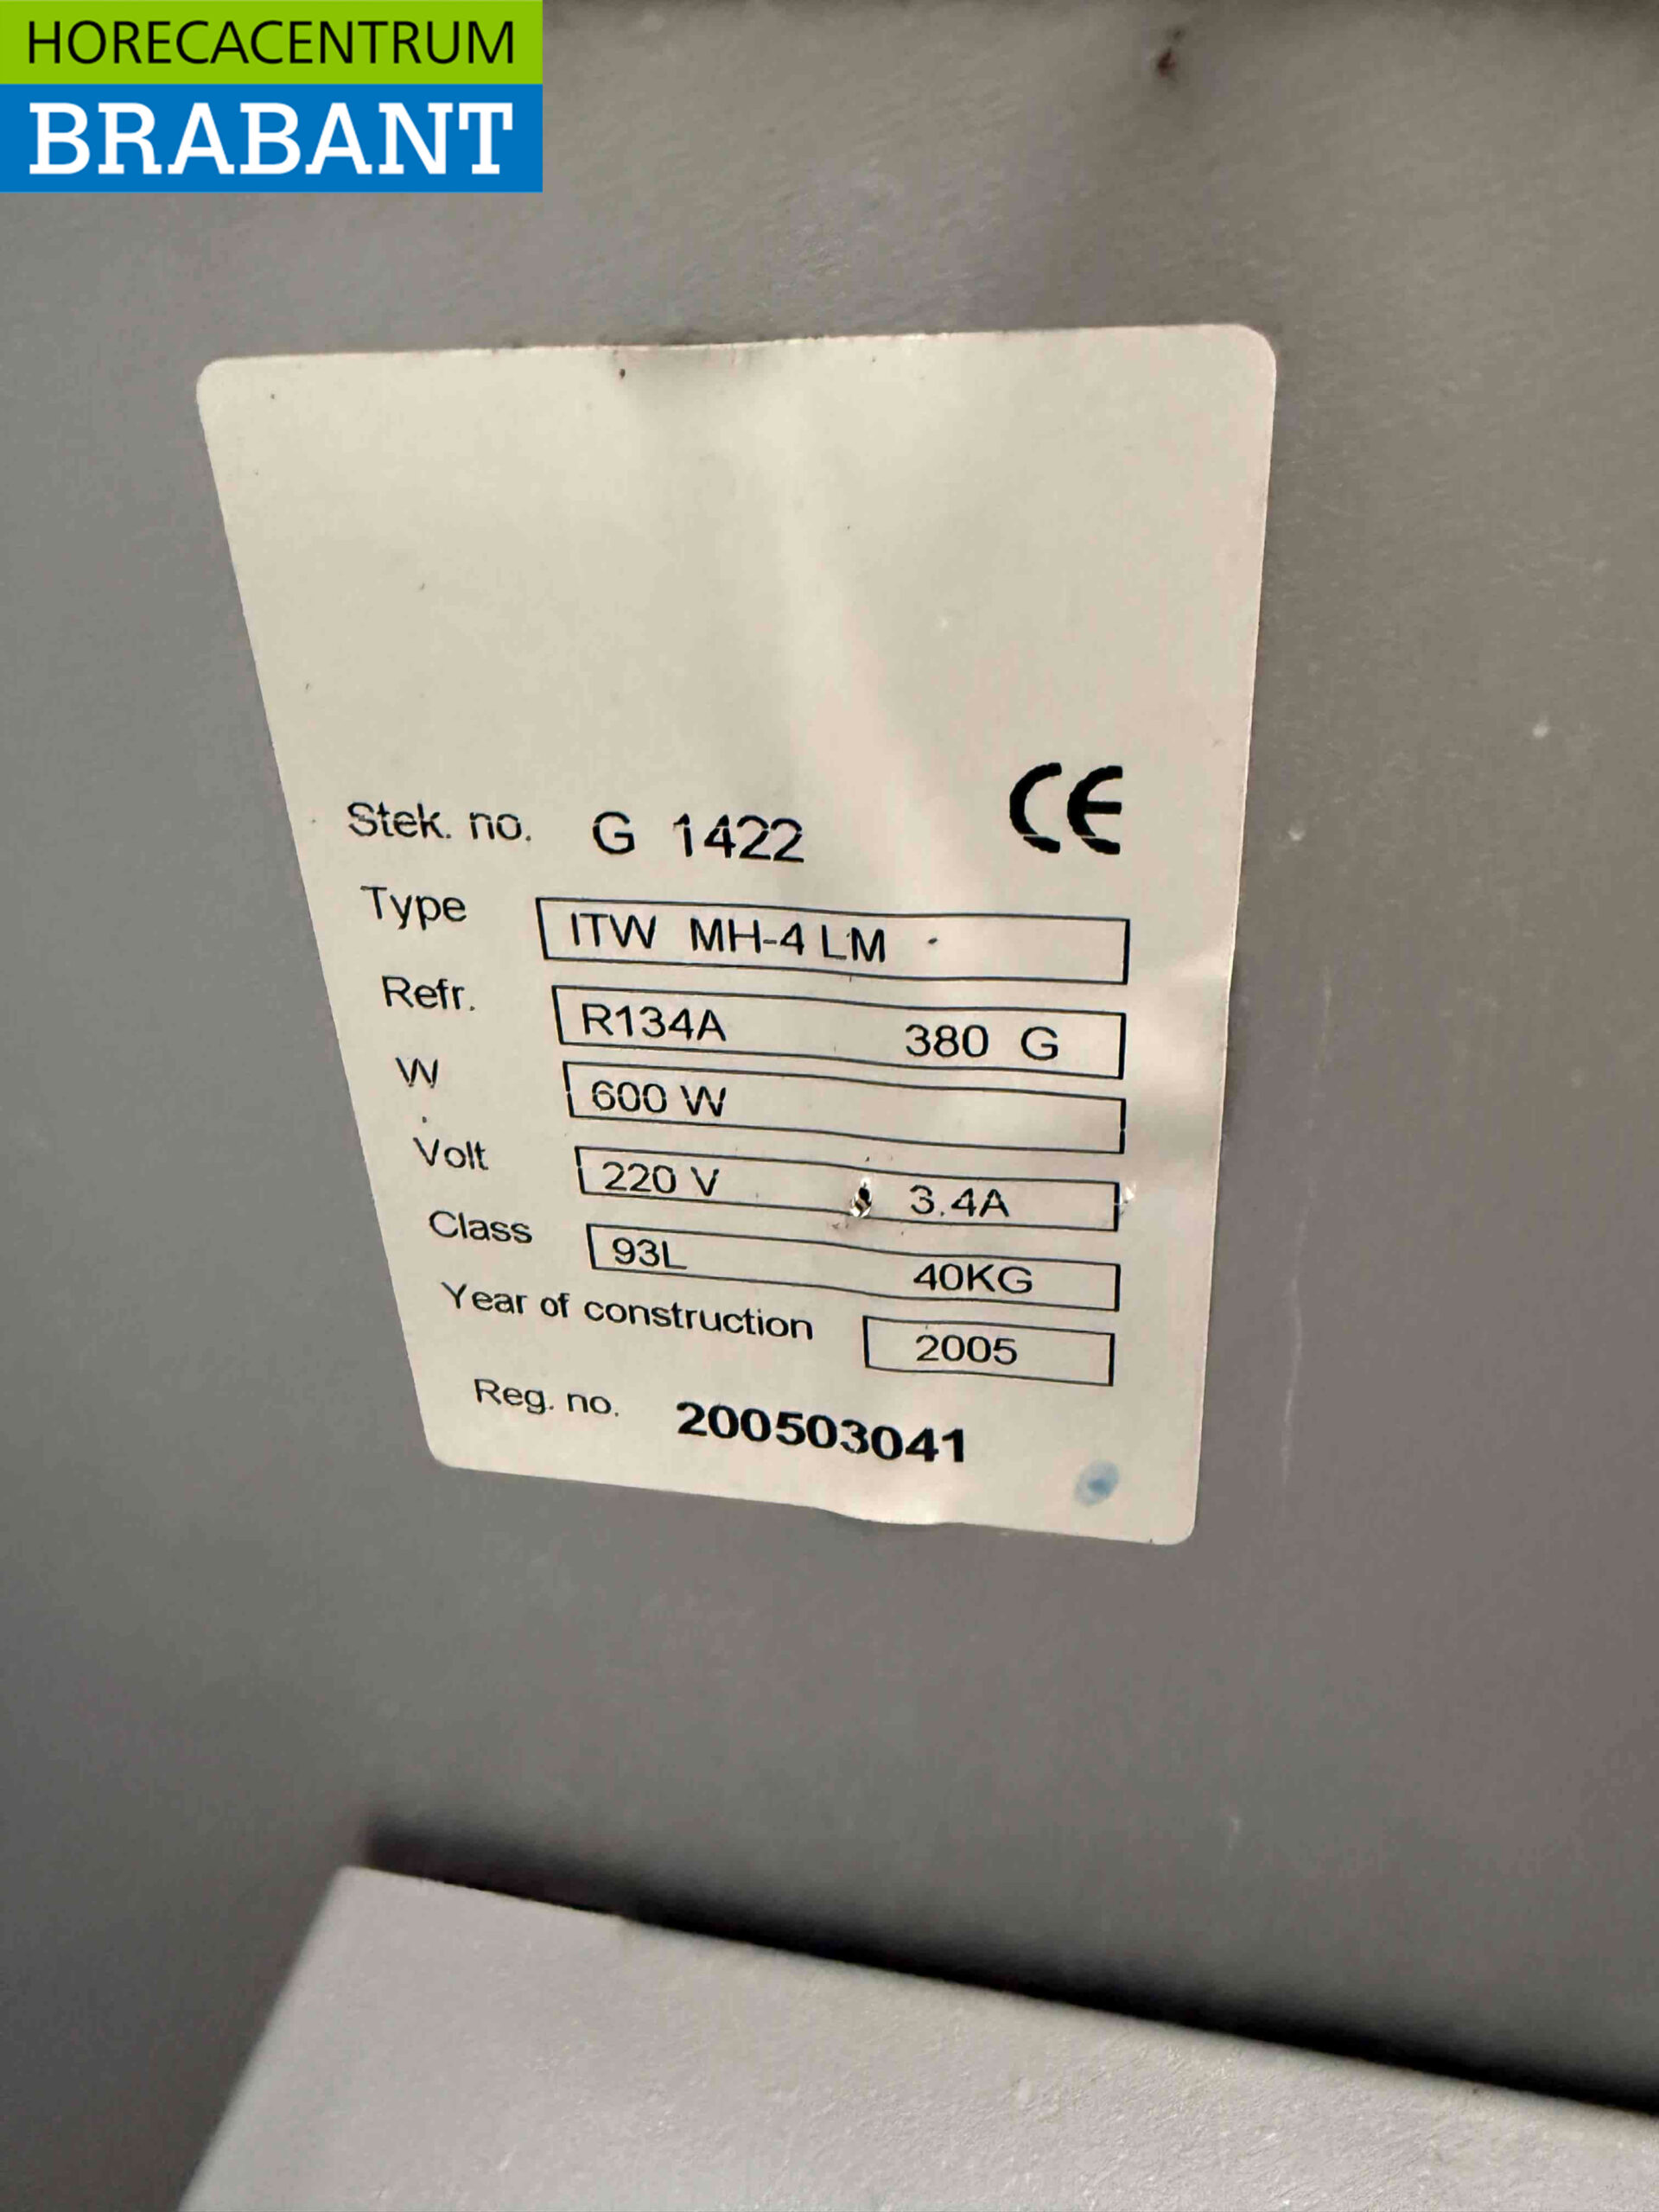 HORECACENTRUM
BRABANT
CE
Stek. no. G 1422
Type ITW MH-4 LM
Refr. R134A 380 G
W 600 W
Volt 220 V 3.4A
Class 93L 40KG
Year of construction 2005
Reg. no. 200503041